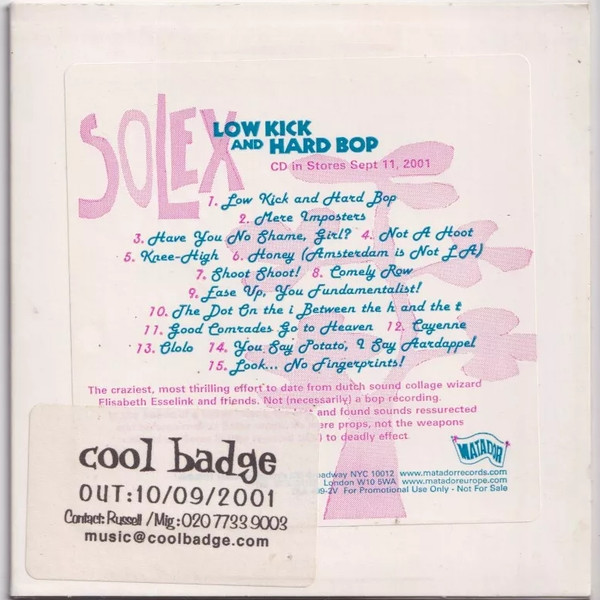 SOLEX
LOW KICK
AND HARD BOP
CD in Stores Sept 11, 2001
1. Low Kick and Hard Bop
2. Mere Imposters
3. Have You No Shame, Girl? 4. Not A Hoot
5. Knee-High 6. Honey (Amsterdam is Not L.A)
7. Shoot Shoot! 8. Comely Row
9. Ease Up, You Fundamentalist!
10. The Dot On the i Between the h and the t
11. Good Comrades Go to Heaven 12. Cayenne
13. Ololo 14. You Say Potato, I Say Aardappel
15. Look... No Fingerprints!
The craziest, most thrilling effort to date from dutch sound collage wizard
Elisabeth Esselink and friends. Not (necessarily) a bop recording.
and found sounds ressurected
props, not the weapons
to deadly effect
MATADOR
NYC 10012 www.matadorrecords.com
London W10 5WA www.matadoreurope.com
-2V For Promotional Use Only - Not For Sale
cool badge
OUT:10/09/2001
Contact: Russell / Mig: 020 7733 9003
music@coolbadge.com